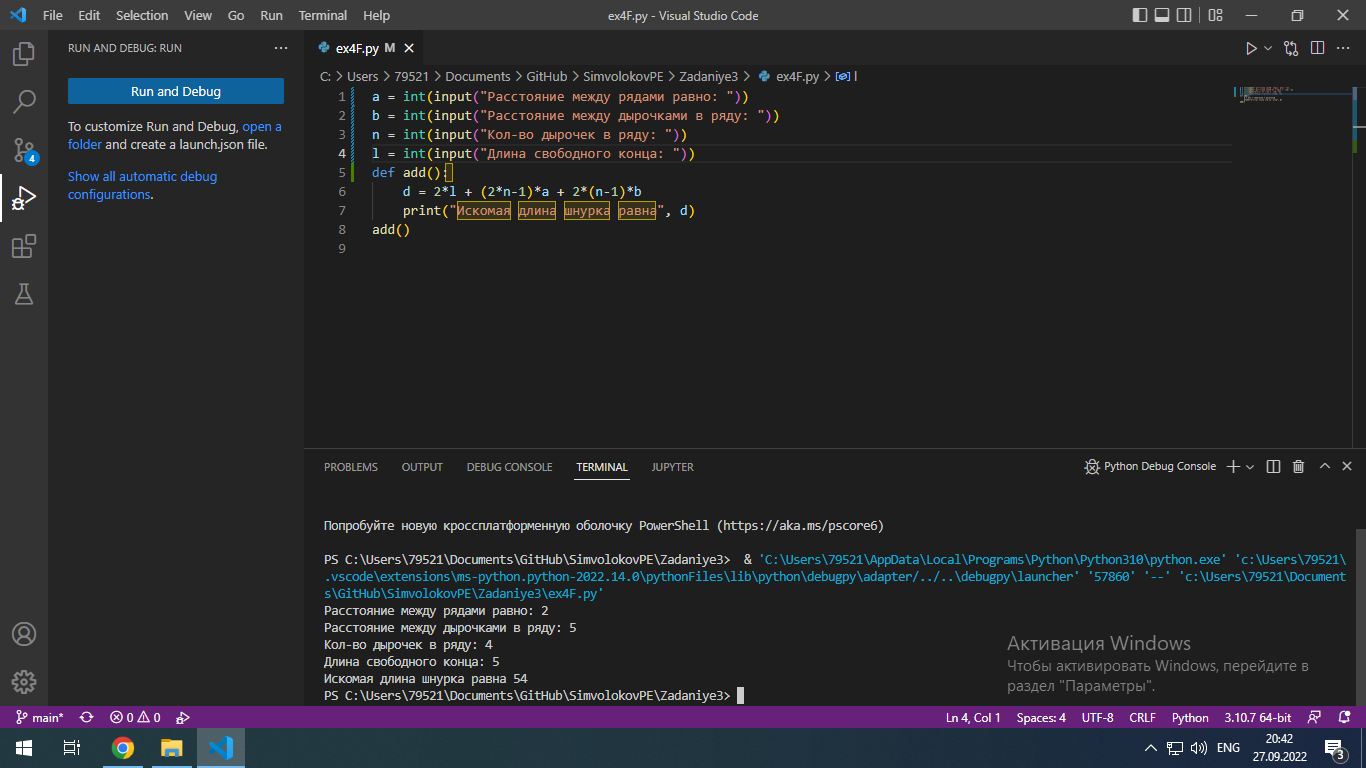 File Edit Selection View Go Run Terminal Help ex4F.py - Visual Studio Code
RUN AND DEBUG: RUN
Run and Debug
To customize Run and Debug, open a
folder and create a launch.json file.
Show all automatic debug
configurations.
4
ex4F.py M
C: > Users > 79521 > Documents > GitHub > SimvolokovPE > Zadaniye3 > ex4F.py > l
1 a = int(input("Расстояние между рядами равно: "))
2 b = int(input("Расстояние между дырочками в ряду: "))
3 n = int(input("Кол-во дырочек в ряду: "))
4 l = int(input("Длина свободного конца: "))
5 def add():
6 d = 2*l + (2*n-1)*a + 2*(n-1)*b
7 print("Искомая длина шнурка равна", d)
8 add()
9
PROBLEMS OUTPUT DEBUG CONSOLE TERMINAL JUPYTER Python Debug Console
Попробуйте новую кроссплатформенную оболочку PowerShell (https://aka.ms/pscore6)
PS C:\Users\79521\Documents\GitHub\SimvolokovPE\Zadaniye3> & 'C:\Users\79521\AppData\Local\Programs\Python\Python310\python.exe' 'c:\Users\79521\
.vscode\extensions\ms-python.python-2022.14.0\pythonFiles\lib\python\debugpy\adapter/../..\debugpy\launcher' '57860' '--' 'c:\Users\79521\Document
s\GitHub\SimvolokovPE\Zadaniye3\ex4F.py'
Расстояние между рядами равно: 2
Расстояние между дырочками в ряду: 5
Кол-во дырочек в ряду: 4
Длина свободного конца: 5
Искомая длина шнурка равна 54
PS C:\Users\79521\Documents\GitHub\SimvolokovPE\Zadaniye3>
Активация Windows
Чтобы активировать Windows, перейдите в
раздел "Параметры".
main* 0 0 Ln 4, Col 1 Spaces: 4 UTF-8 CRLF Python 3.10.7 64-bit
ENG
20:42
27.09.2022
3